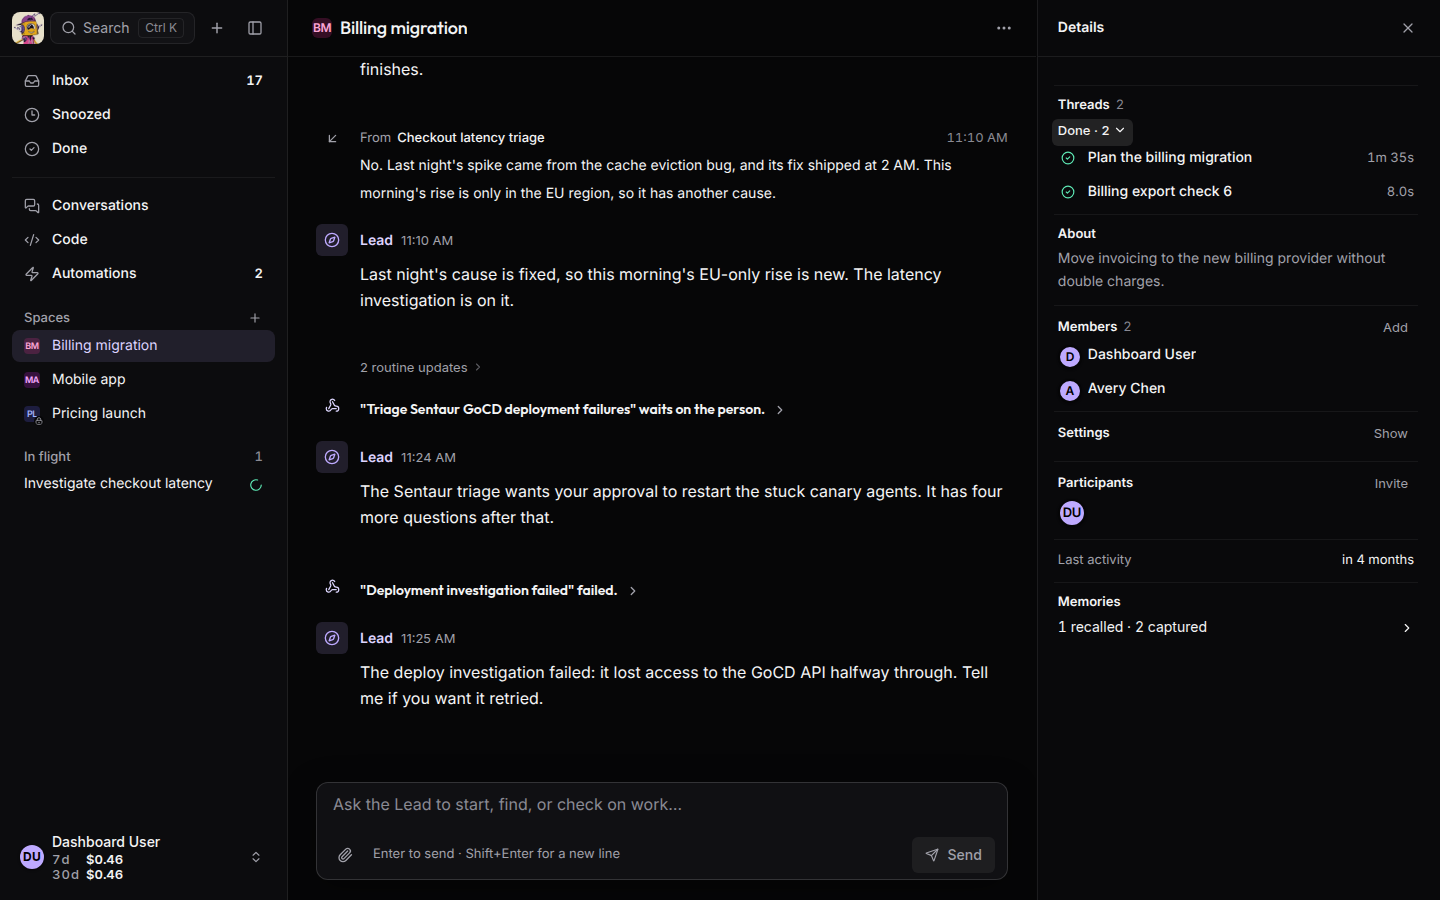 Search Ctrl K
Inbox 17
Snoozed
Done
Conversations
Code
Automations 2
Spaces
BM Billing migration
MA Mobile app
PL Pricing launch
In flight 1
Investigate checkout latency
DU Dashboard User
7d $0.46
30d $0.46
BM Billing migration
finishes.
From Checkout latency triage 11:10 AM
No. Last night's spike came from the cache eviction bug, and its fix shipped at 2 AM. This
morning's rise is only in the EU region, so it has another cause.
Lead 11:10 AM
Last night's cause is fixed, so this morning's EU-only rise is new. The latency
investigation is on it.
2 routine updates
"Triage Sentaur GoCD deployment failures" waits on the person.
Lead 11:24 AM
The Sentaur triage wants your approval to restart the stuck canary agents. It has four
more questions after that.
"Deployment investigation failed" failed.
Lead 11:25 AM
The deploy investigation failed: it lost access to the GoCD API halfway through. Tell
me if you want it retried.
Ask the Lead to start, find, or check on work...
Enter to send · Shift+Enter for a new line
Send
Details
Threads 2
Done · 2
Plan the billing migration 1m 35s
Billing export check 6 8.0s
About
Move invoicing to the new billing provider without
double charges.
Members 2 Add
D Dashboard User
A Avery Chen
Settings Show
Participants Invite
DU
Last activity in 4 months
Memories
1 recalled · 2 captured